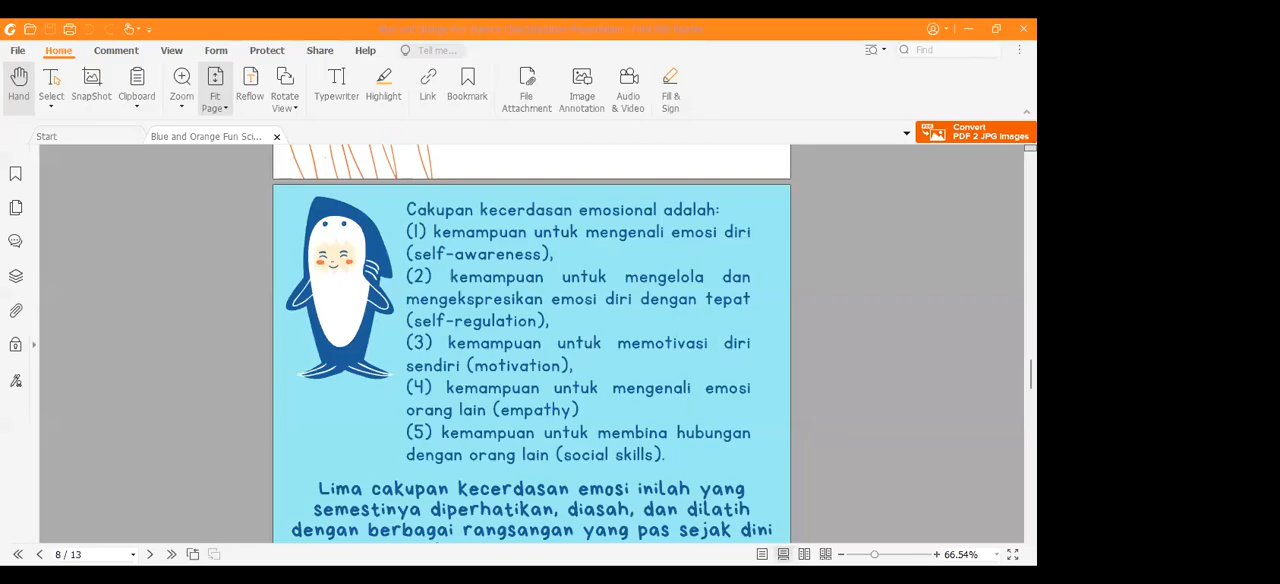 File Home Comment View Form Protect Share Help Tell me... Find
Hand Select SnapShot Clipboard Zoom Fit Page Reflow Rotate View Typewriter Highlight Link Bookmark File Attachment Image Annotation Audio & Video Fill & Sign
Start Blue and Orange Fun Sci... Convert
PDF 2 JPG Images
Cakupan kecerdasan emosional adalah:
(1) kemampuan untuk mengenali emosi diri
(self-awareness),
(2) kemampuan untuk mengelola dan
mengekspresikan emosi diri dengan tepat
(self-regulation),
(3) kemampuan untuk memotivasi diri
sendiri (motivation),
(4) kemampuan untuk mengenali emosi
orang lain (empathy)
(5) kemampuan untuk membina hubungan
dengan orang lain (social skills).
Lima cakupan kecerdasan emosi inilah yang
semestinya diperhatikan, diasah, dan dilatih
dengan berbagai rangsangan yang pas sejak dini
8 / 13 66.54%